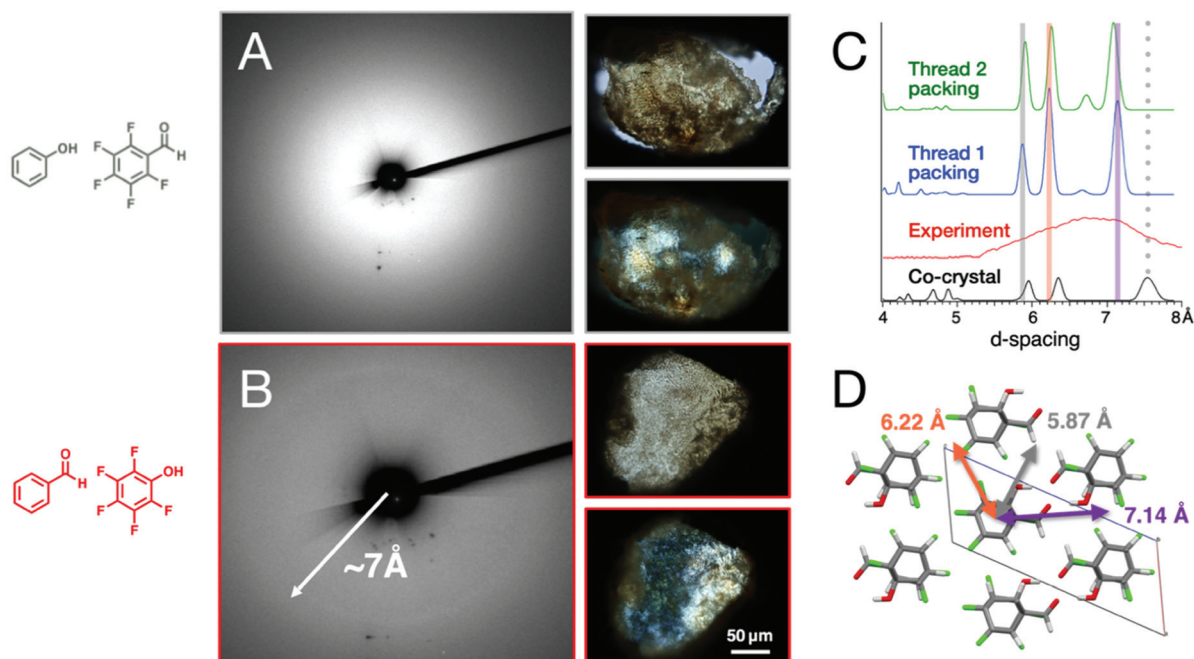 A
OH
F
F
F
F
F
O
H
B
~7Å
O
H
F
F
F
F
F
OH
50 µm
C
Thread 2
packing
Thread 1
packing
Experiment
Co-crystal
4 5 6 7 8Å
d-spacing
D
6.22 Å
5.87 Å
7.14 Å